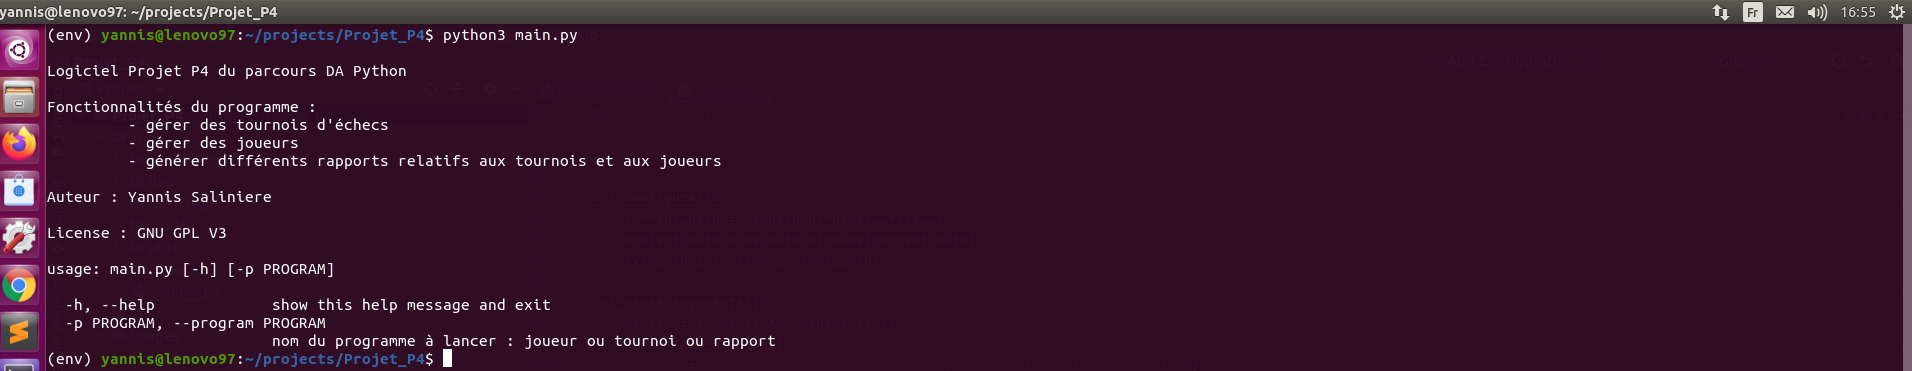 yannis@lenovo97: ~/projects/Projet_P4
Fr
16:55
(env) yannis@lenovo97:~/projects/Projet_P4$ python3 main.py
Logiciel Projet P4 du parcours DA Python
Fonctionnalités du programme :
- gérer des tournois d'échecs
- gérer des joueurs
- générer différents rapports relatifs aux tournois et aux joueurs
Auteur : Yannis Saliniere
License : GNU GPL V3
usage: main.py [-h] [-p PROGRAM]
-h, --help show this help message and exit
-p PROGRAM, --program PROGRAM
nom du programme à lancer : joueur ou tournoi ou rapport
(env) yannis@lenovo97:~/projects/Projet_P4$